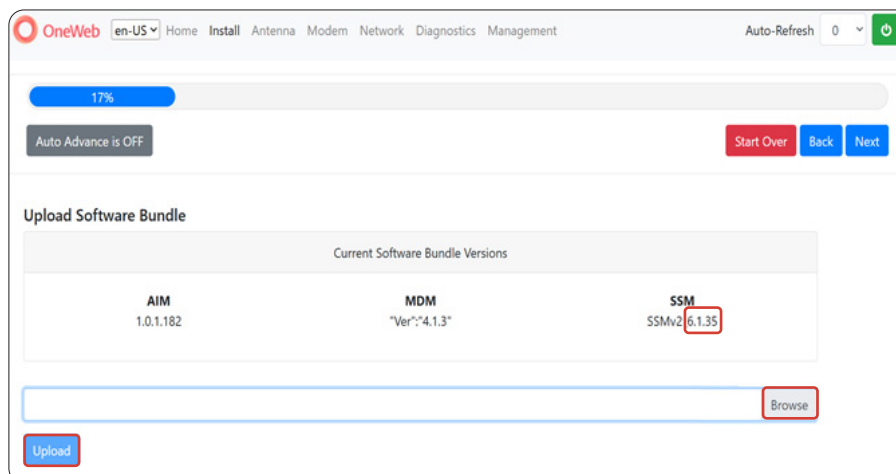 OneWeb en-US Home Install Antenna Modem Network Diagnostics Management Auto-Refresh 0
17%
Auto Advance is OFF Start Over Back Next
Upload Software Bundle
Current Software Bundle Versions
AIM MDM SSM
1.0.1.182 "Ver":"4.1.3" SSMv2 6.1.35
Browse
Upload